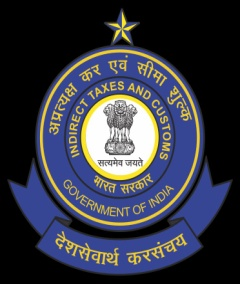 अप्रत्यक्ष कर एवं सीमा शुल्क
INDIRECT TAXES AND CUSTOMS
सत्यमेव जयते
भारत सरकार
GOVERNMENT OF INDIA
देशसेवार्थ करसंचय